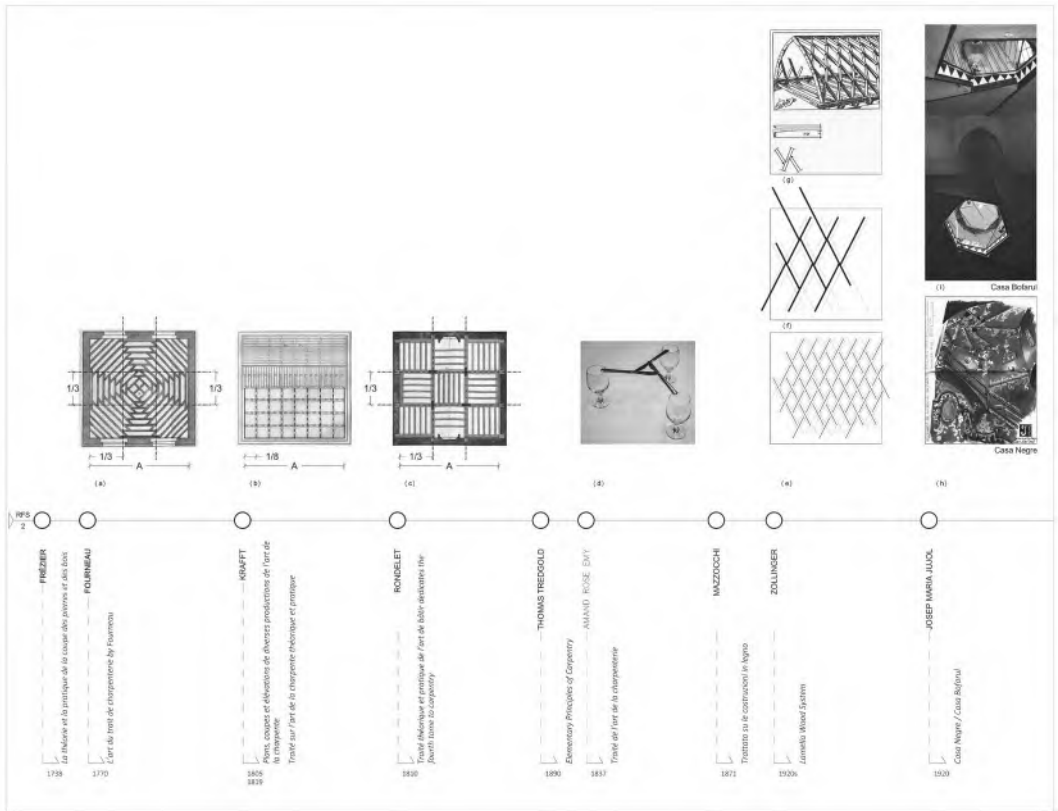 (g)
(f)
(i)
Casa Bofarul
1/3
1/3
1/3
A
(a)
1/8
A
(b)
1/3
1/3
A
(c)
(d)
(e)
Casa Negre
(h)
RFS
2
FRÉZIER
La théorie et la pratique de la coupe des pierres et des bois
1738
FOURNEAU
L'art du trait de charpenterie by Fourneau
1770
KRAFFT
Plans, coupes et élévations de diverses productions de l'art de
la charpente
Traité sur l'art de la charpente théorique et pratique
1805
1819
RONDELET
Traité théorique et pratique de l'art de bâtir dedicates the
fourth tome to carpentry
1810
THOMAS TREDGOLD
Elementary Principles of Carpentry
1890
AMAND ROSE EMY
Traité de l'art de la charpenterie
1837
MAZZOCCHI
Trattato su le costruzioni in legno
1871
ZOLLINGER
Lamella Wood System
1920s
JOSEP MARIA JUJOL
Casa Negre / Casa Bofarul
1920